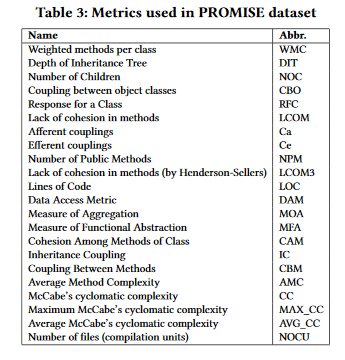 Table 3: Metrics used in PROMISE dataset
Name Abbr.
Weighted methods per class WMC
Depth of Inheritance Tree DIT
Number of Children NOC
Coupling between object classes CBO
Response for a Class RFC
Lack of cohesion in methods LCOM
Afferent couplings Ca
Efferent couplings Ce
Number of Public Methods NPM
Lack of cohesion in methods (by Henderson-Sellers) LCOM3
Lines of Code LOC
Data Access Metric DAM
Measure of Aggregation MOA
Measure of Functional Abstraction MFA
Cohesion Among Methods of Class CAM
Inheritance Coupling IC
Coupling Between Methods CBM
Average Method Complexity AMC
McCabe's cyclomatic complexity CC
Maximum McCabe's cyclomatic complexity MAX_CC
Average McCabe's cyclomatic complexity AVG_CC
Number of files (compilation units) NOCU